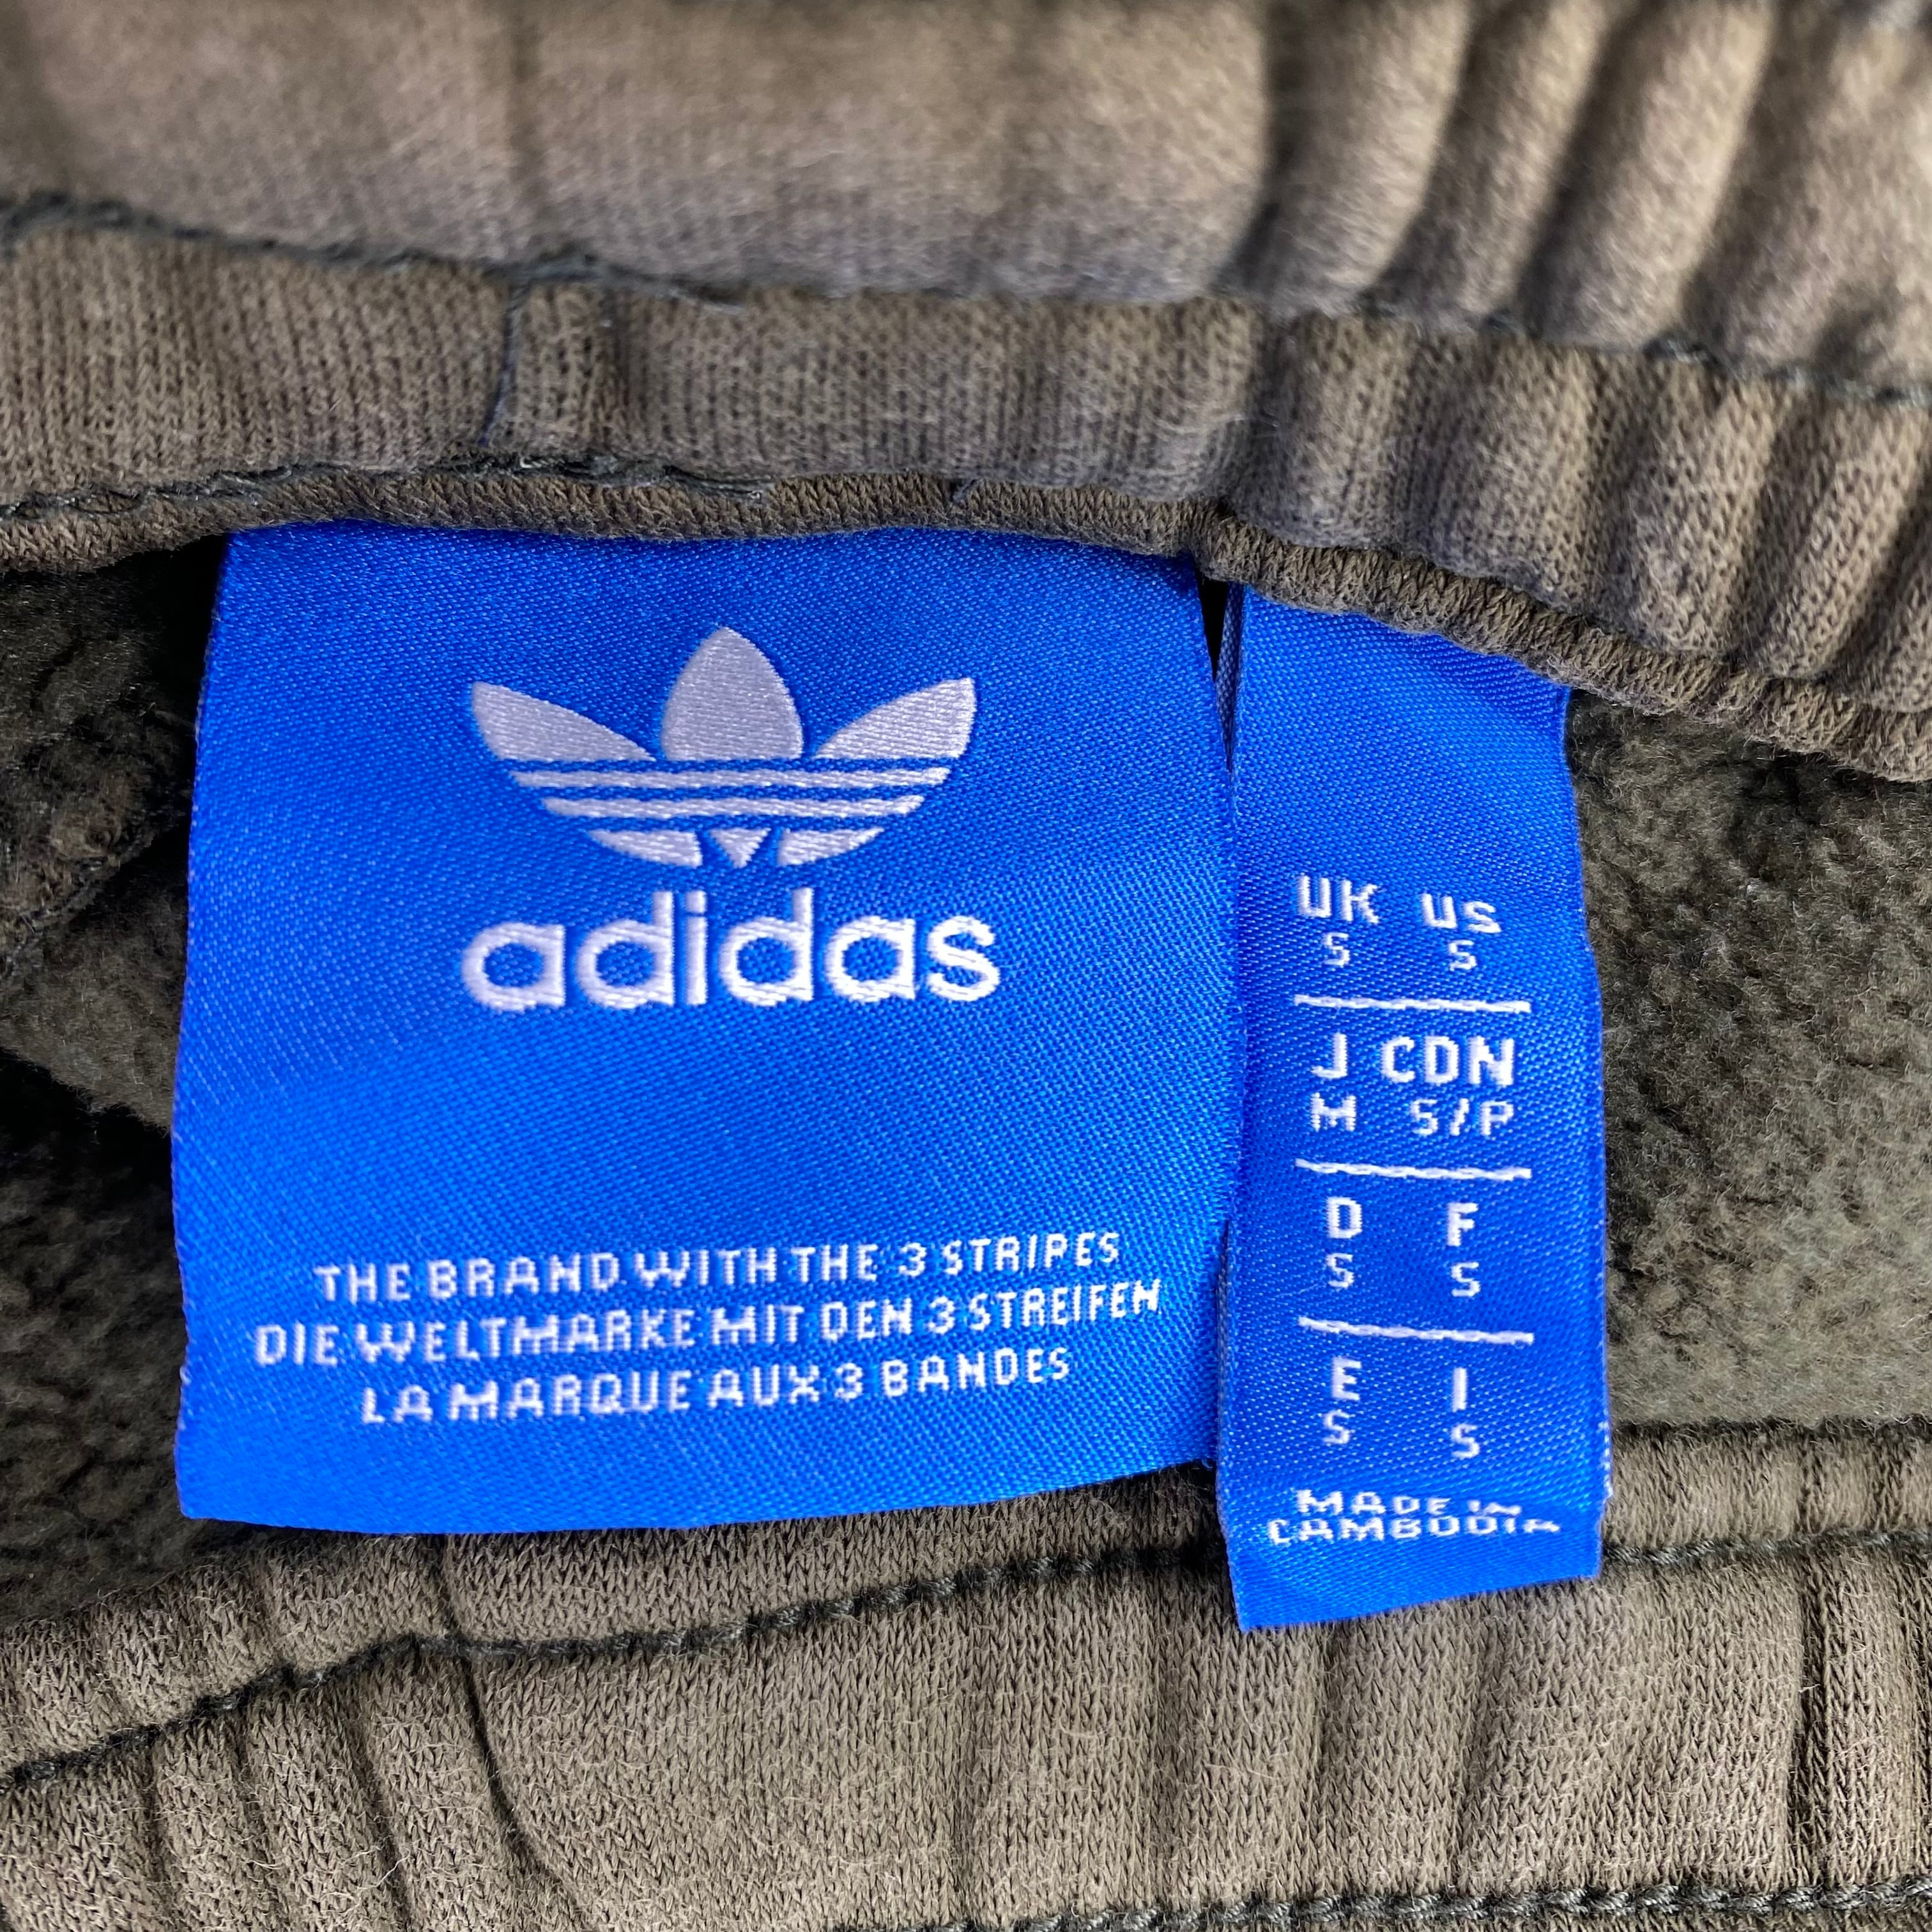 adidas
THE BRAND WITH THE 3 STRIPES
DIE WELTMARKE MIT DEN 3 STREIFEN
LA MARQUE AUX 3 BANDES
UK US
S S
J CDN
M S/P
D F
S S
E I
S S
MADE IN
CAMBODIA